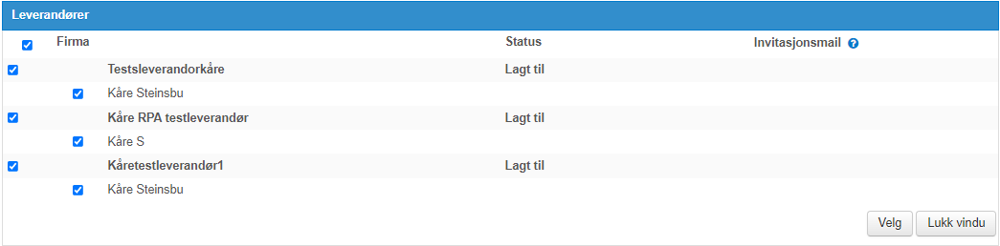 Leverandører
Firma Status Invitasjonsmail ?
Testsleverandorkåre Lagt til
Kåre Steinsbu
Kåre RPA testleverandør Lagt til
Kåre S
Kåretestleverandør1 Lagt til
Kåre Steinsbu
Velg Lukk vindu